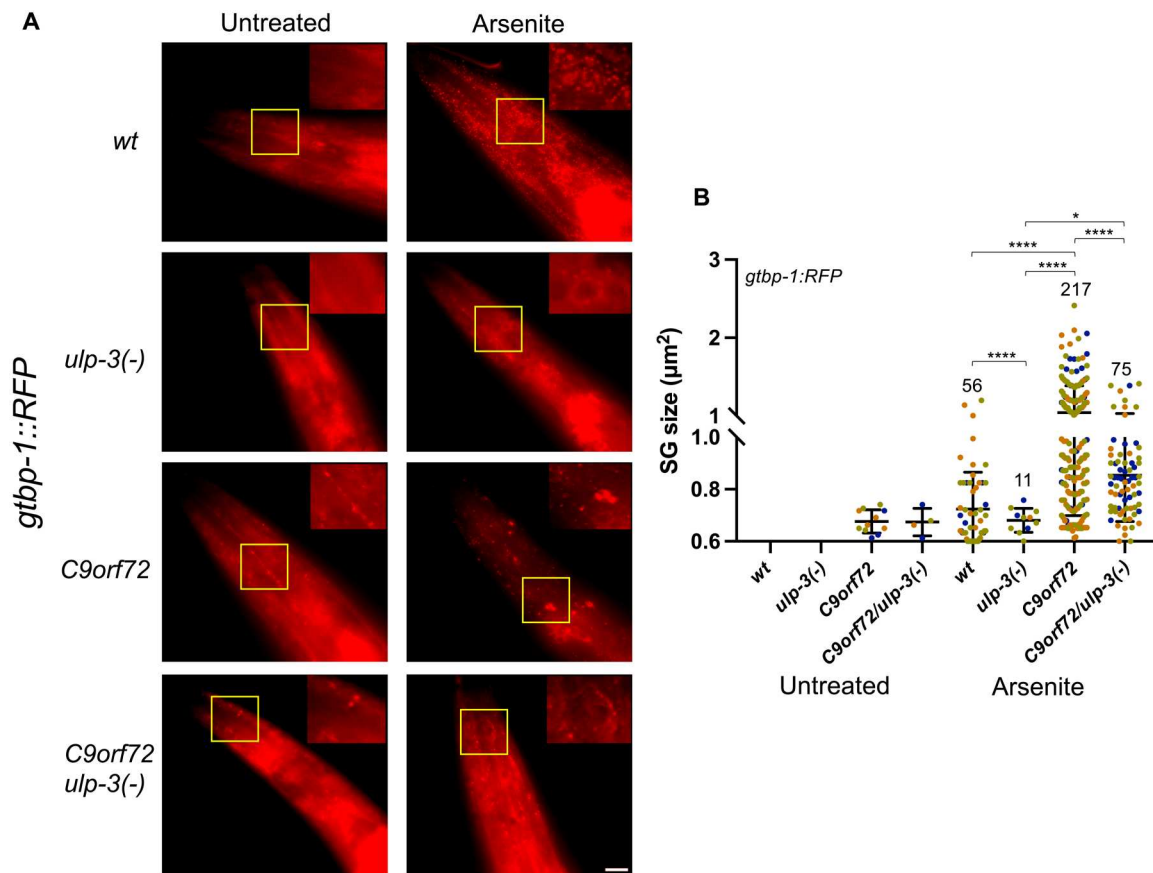 A
Untreated
Arsenite
gtbp-1::RFP
wt
ulp-3(-)
C9orf72
C9orf72
ulp-3(-)
B
gtbp-1:RFP
*
**** ****
****
217
****
56
75
11
SG size (µm²)
3
2
1
1.0
0.8
0.6
wt
ulp-3(-)
C9orf72
C9orf72/ulp-3(-)
wt
ulp-3(-)
C9orf72
C9orf72/ulp-3(-)
Untreated
Arsenite